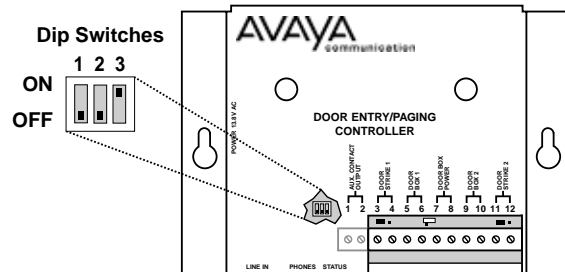 Dip Switches
1 2 3
ON
OFF
AVAYA
communication
POWER 13.8V AC
DOOR ENTRY/PAGING
CONTROLLER
AUX. CONTACT
OUTPUT
DOOR
STRIKE 1
DOOR
BOX 1
DOOR BOX
POWER
DOOR
BOX 2
DOOR
STRIKE 2
1 2 3 4 5 6 7 8 9 10 11 12
LINE IN PHONES STATUS